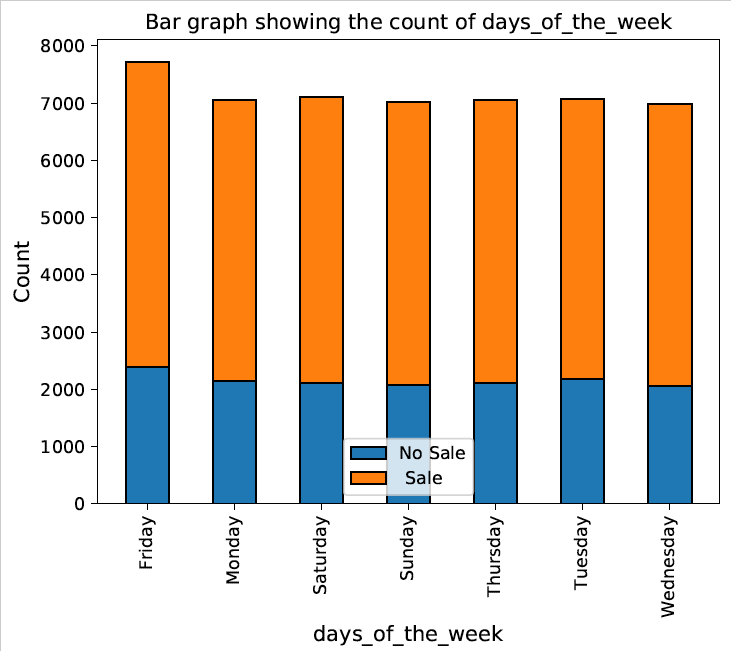 Bar graph showing the count of days_of_the_week
8000
7000
6000
5000
4000
3000
2000
1000
0
Count
No Sale
Sale
Friday
Monday
Saturday
Sunday
Thursday
Tuesday
Wednesday
days_of_the_week